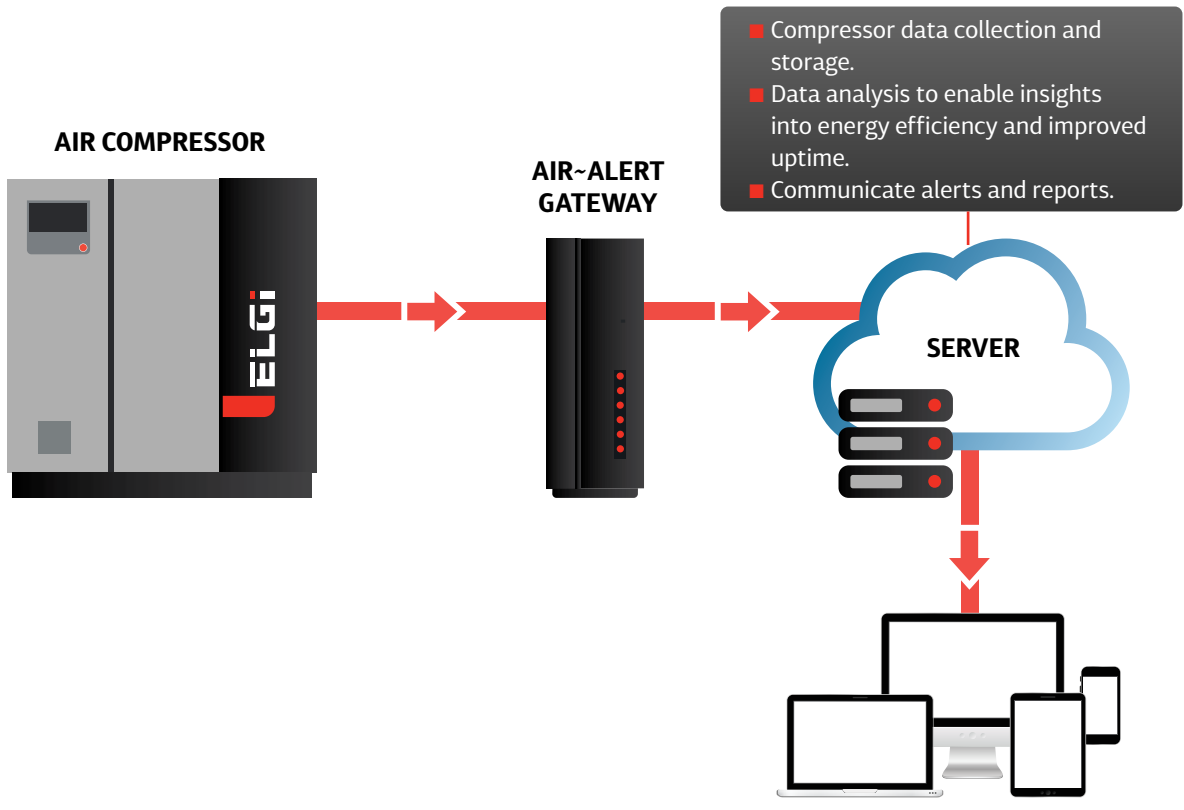 Compressor data collection and
storage.
Data analysis to enable insights
into energy efficiency and improved
uptime.
Communicate alerts and reports.
AIR COMPRESSOR
AIR~ALERT
GATEWAY
ELGi
SERVER